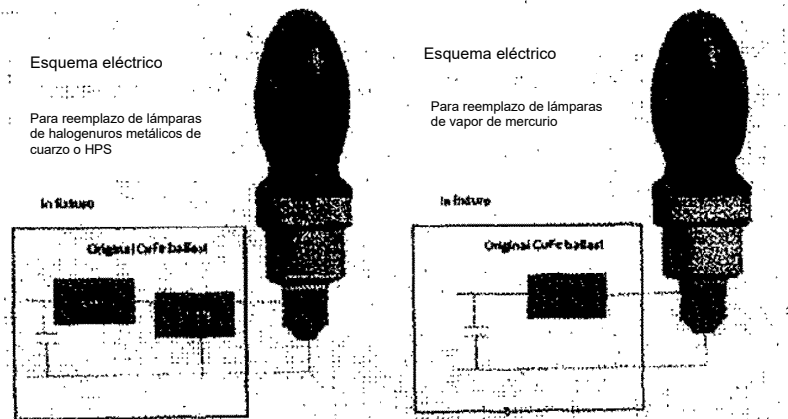 Esquema eléctrico
Para reemplazo de lámparas
de halogenuros metálicos de
cuarzo o HPS
In fixture
Original CuFe ballast
Esquema eléctrico
Para reemplazo de lámparas
de vapor de mercurio
In fixture
Original CuFe ballast